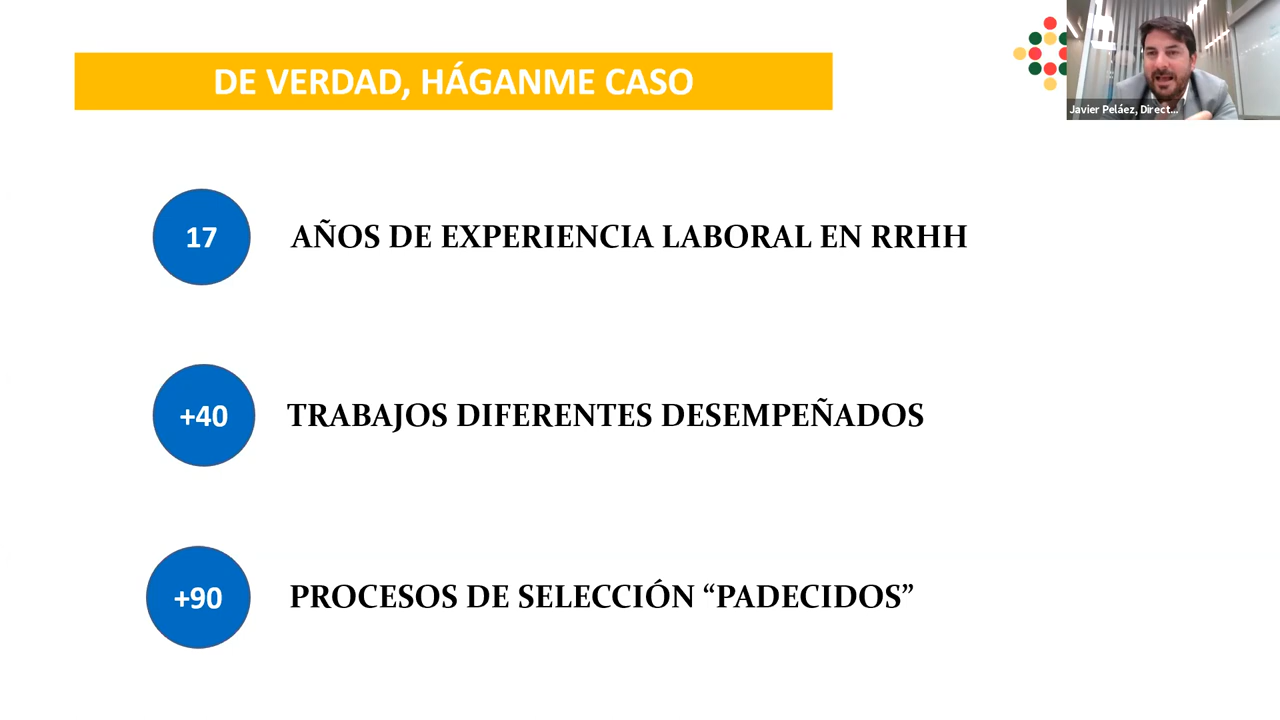 DE VERDAD, HÁGANME CASO
Javier Peláez, Direct...
17
AÑOS DE EXPERIENCIA LABORAL EN RRHH
+40
TRABAJOS DIFERENTES DESEMPEÑADOS
+90
PROCESOS DE SELECCIÓN “PADECIDOS”